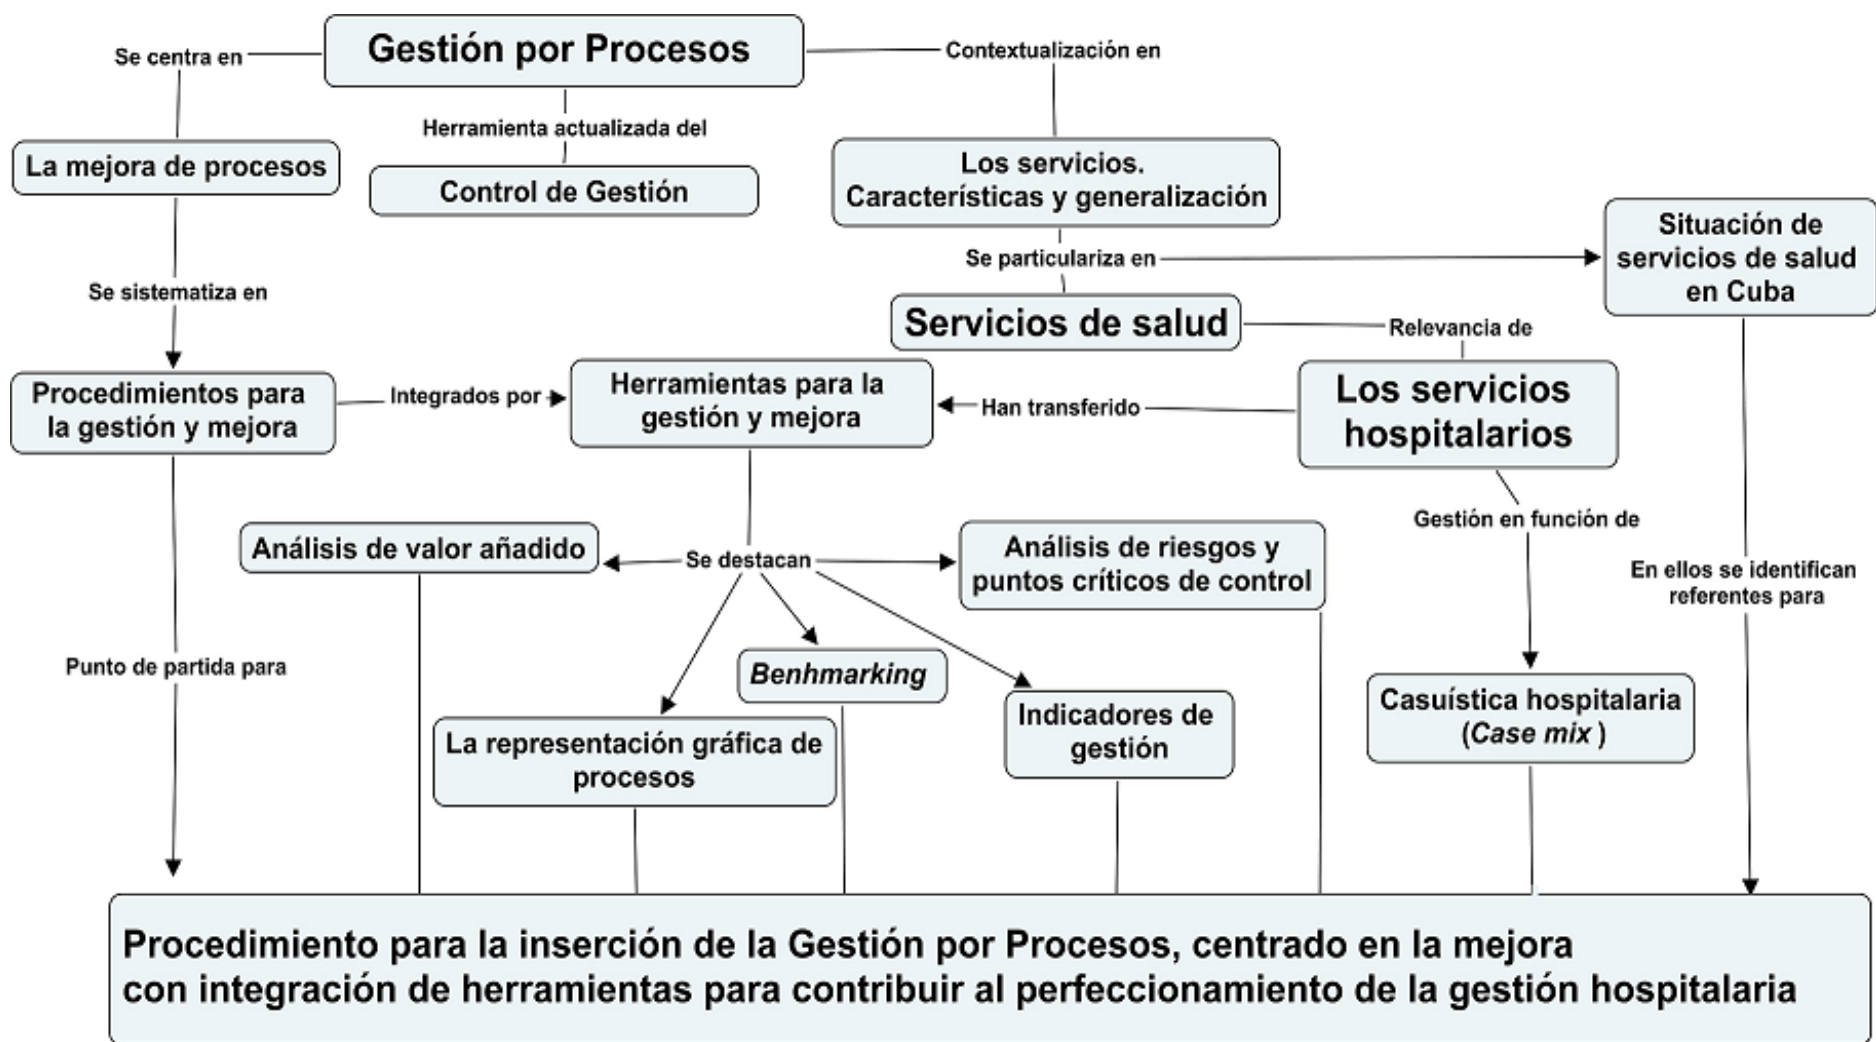 Gestión por Procesos
Se centra en
Contextualización en
Herramienta actualizada del
La mejora de procesos
Control de Gestión
Los servicios.
Características y generalización
Se particulariza en
Situación de
servicios de salud
en Cuba
Se sistematiza en
Servicios de salud
Relevancia de
Procedimientos para
la gestión y mejora
Integrados por
Herramientas para la
gestión y mejora
Han transferido
Los servicios
hospitalarios
Análisis de valor añadido
Se destacan
Análisis de riesgos y
puntos críticos de control
Gestión en función de
En ellos se identifican
referentes para
Punto de partida para
Benhmarking
La representación gráfica de
procesos
Indicadores de
gestión
Casuística hospitalaria
(Case mix )
Procedimiento para la inserción de la Gestión por Procesos, centrado en la mejora
con integración de herramientas para contribuir al perfeccionamiento de la gestión hospitalaria